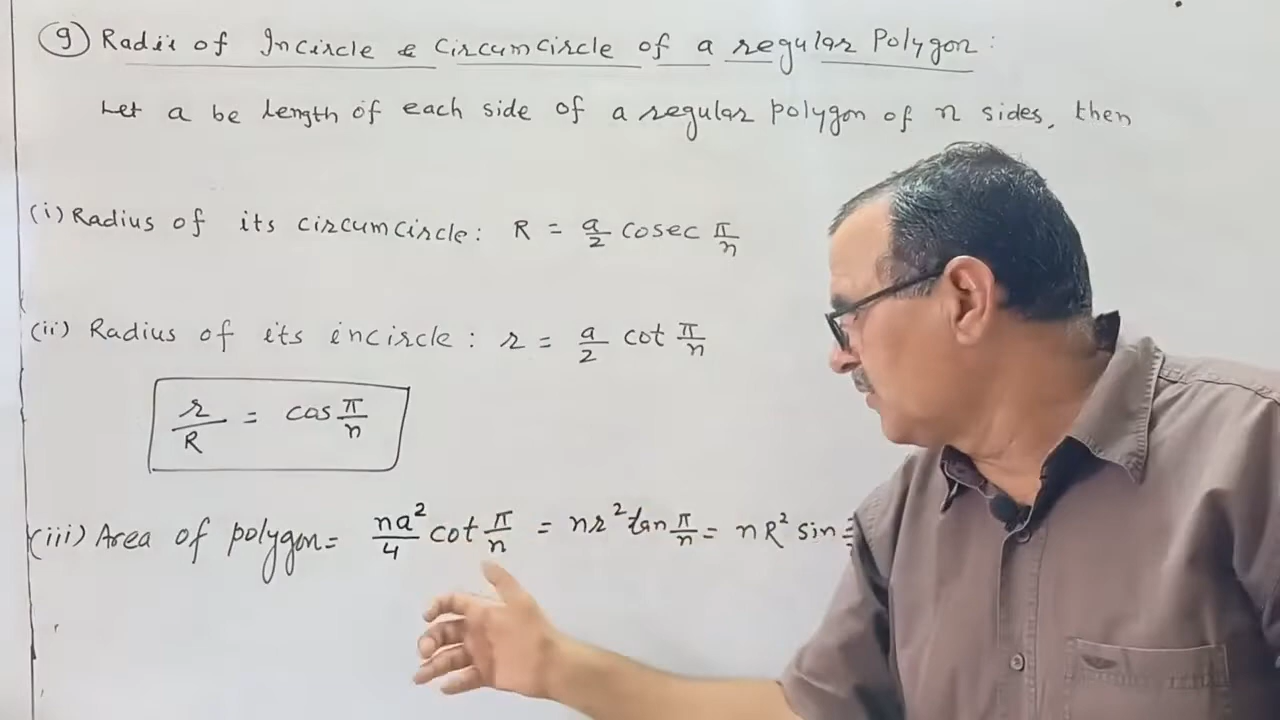 9) Radii of Incircle & Circumcircle of a regular Polygon:
Let a be length of each side of a regular polygon of n sides, then
(i) Radius of its circumcircle: R = a/2 cosec π/n
(ii) Radius of its incircle: r = a/2 cot π/n
r/R = cos π/n
(iii) Area of polygon = na²/4 cot π/n = nr² tan π/n = nR² sin